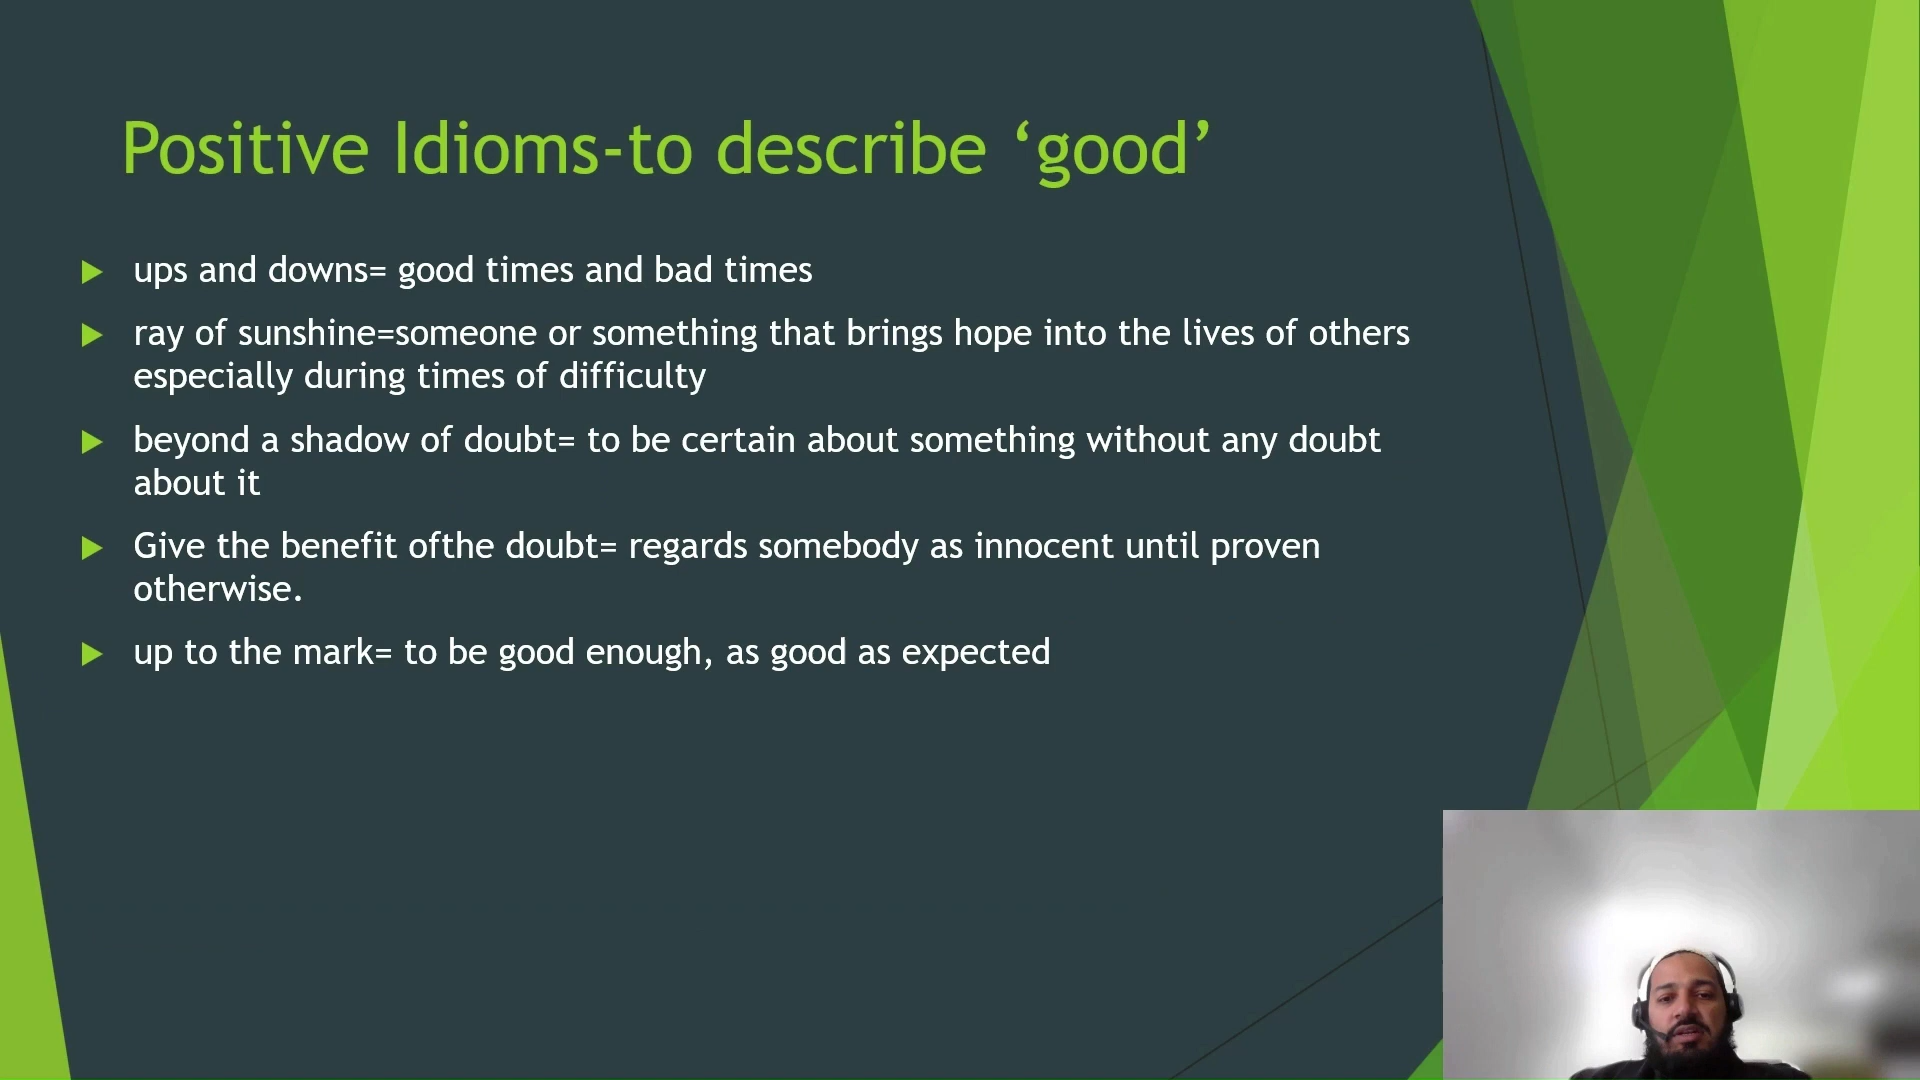 Positive Idioms-to describe ‘good’
ups and downs= good times and bad times
ray of sunshine=someone or something that brings hope into the lives of others
especially during times of difficulty
beyond a shadow of doubt= to be certain about something without any doubt
about it
Give the benefit ofthe doubt= regards somebody as innocent until proven
otherwise.
up to the mark= to be good enough, as good as expected